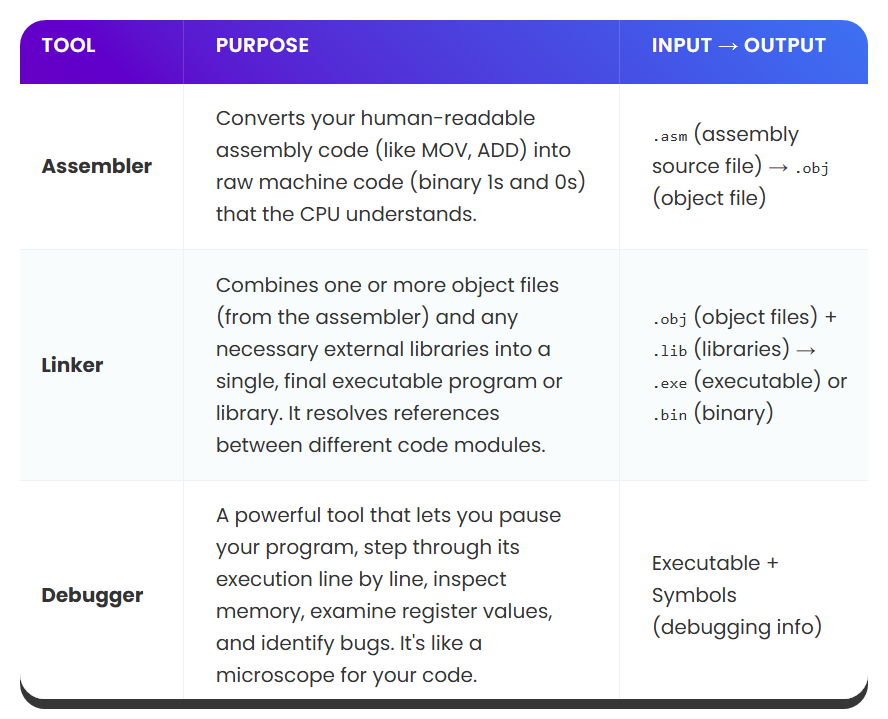 TOOL
PURPOSE
INPUT → OUTPUT
Assembler
Converts your human-readable
assembly code (like MOV, ADD) into
raw machine code (binary 1s and 0s)
that the CPU understands.
.asm (assembly
source file) → .obj
(object file)
Linker
Combines one or more object files
(from the assembler) and any
necessary external libraries into a
single, final executable program or
library. It resolves references
between different code modules.
.obj (object files) +
.lib (libraries) →
.exe (executable) or
.bin (binary)
Debugger
A powerful tool that lets you pause
your program, step through its
execution line by line, inspect
memory, examine register values,
and identify bugs. It's like a
microscope for your code.
Executable +
Symbols
(debugging info)